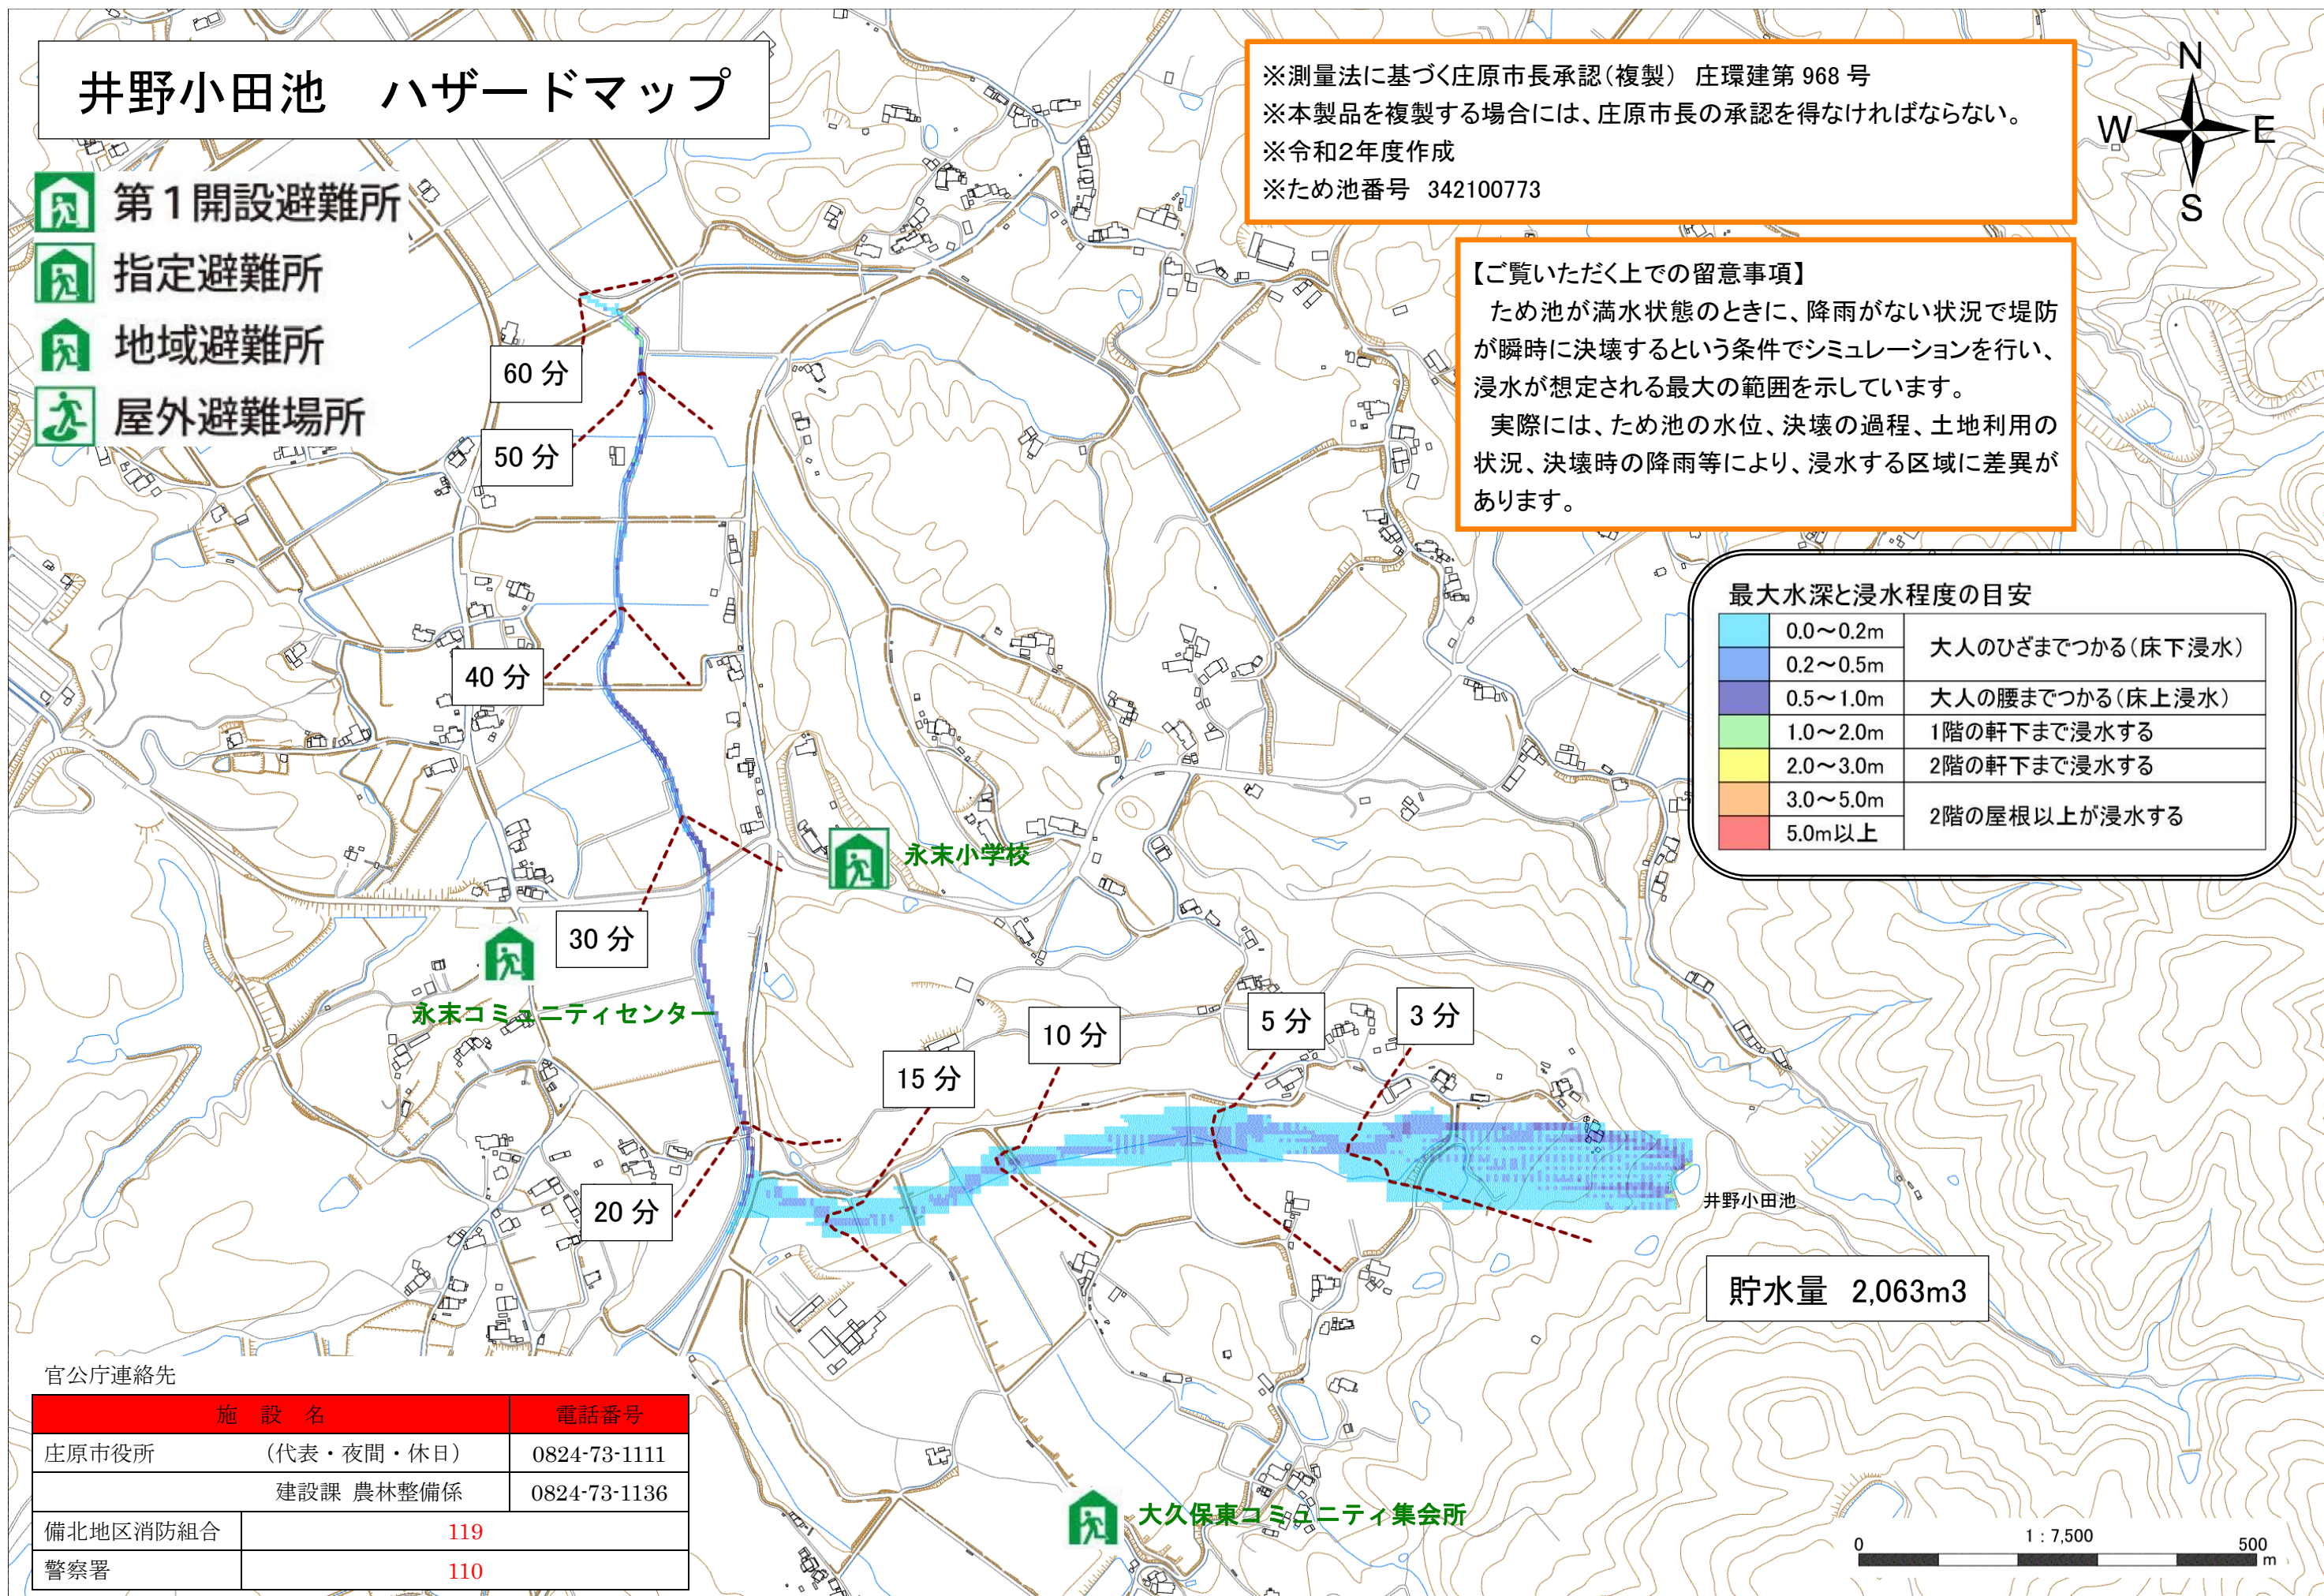 井野小田池　ハザードマップ
※測量法に基づく庄原市長承認(複製)　庄環建第 968 号
※本製品を複製する場合には、庄原市長の承認を得なければならない。
※令和2年度作成
※ため池番号　342100773
N
W
E
S
第1開設避難所
指定避難所
地域避難所
屋外避難場所
【ご覧いただく上での留意事項】
ため池が満水状態のときに、降雨がない状況で堤防
が瞬時に決壊するという条件でシミュレーションを行い、
浸水が想定される最大の範囲を示しています。
実際には、ため池の水位、決壊の過程、土地利用の
状況、決壊時の降雨等により、浸水する区域に差異が
あります。
最大水深と浸水程度の目安
0.0～0.2m
大人のひざまでつかる(床下浸水)
0.2～0.5m
0.5～1.0m 大人の腰までつかる(床上浸水)
1.0～2.0m 1階の軒下まで浸水する
2.0～3.0m 2階の軒下まで浸水する
3.0～5.0m
2階の屋根以上が浸水する
5.0m以上
60 分
50 分
40 分
永末小学校
30 分
永末コミュニティセンター
3 分
5 分
10 分
15 分
20 分
井野小田池
貯水量　2,063m3
官公庁連絡先
施　設　名 電話番号
庄原市役所 (代表・夜間・休日) 0824-73-1111
建設課 農林整備係 0824-73-1136
備北地区消防組合 119
警察署 110
大久保東コミュニティ集会所
1：7,500
0 500
m